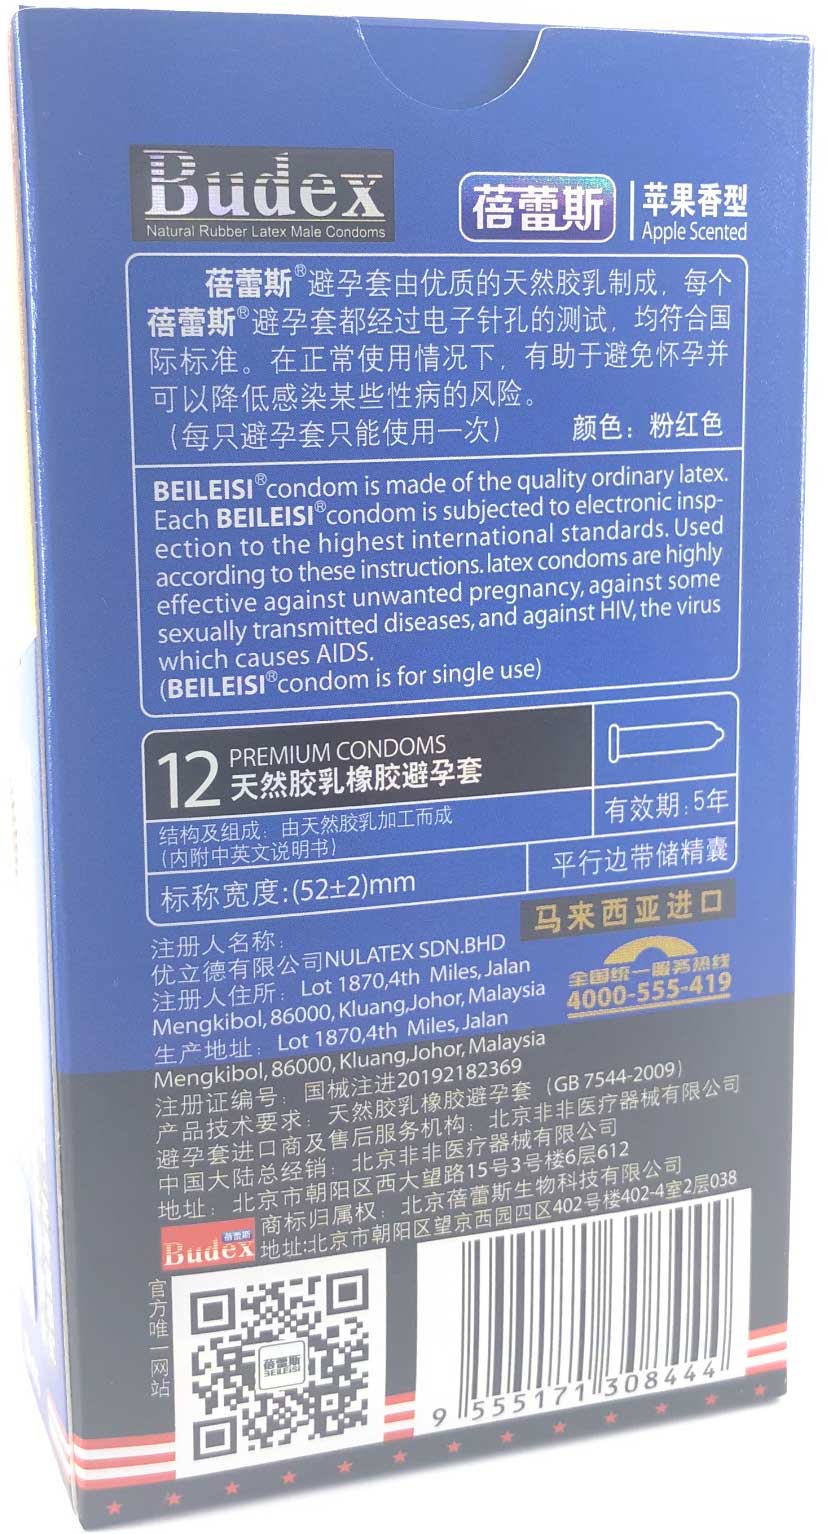 Budex
Natural Rubber Latex Male Condoms
蓓蕾斯
苹果香型
Apple Scented
蓓蕾斯®避孕套由优质的天然胶乳制成，每个
蓓蕾斯®避孕套都经过电子针孔的测试，均符合国
际标准。在正常使用情况下，有助于避免怀孕并
可以降低感染某些性病的风险。
（每只避孕套只能使用一次）
颜色：粉红色
BEILEISI®condom is made of the quality ordinary latex.
Each BEILEISI®condom is subjected to electronic insp-
ection to the highest international standards. Used
according to these instructions. latex condoms are highly
effective against unwanted pregnancy, against some
sexually transmitted diseases, and against HIV, the virus
which causes AIDS.
(BEILEISI®condom is for single use)
12
PREMIUM CONDOMS
天然胶乳橡胶避孕套
结构及组成：由天然胶乳加工而成
(内附中英文说明书)
有效期：5年
标称宽度:(52±2)mm
平行边带储精囊
马来西亚进口
注册人名称：
优立德有限公司NULATEX SDN.BHD
注册人住所：Lot 1870,4th Miles, Jalan
Mengkibol, 86000, Kluang,Johor, Malaysia
生产地址：Lot 1870,4th Miles, Jalan
Mengkibol, 86000, Kluang,Johor, Malaysia
全国统一服务热线
4000-555-419
注册证编号：国械注进20192182369
产品技术要求：天然胶乳橡胶避孕套（GB 7544-2009）
避孕套进口商及售后服务机构：北京非非医疗器械有限公司
中国大陆总经销：北京非非医疗器械有限公司
地址：北京市朝阳区西大望路15号3号楼6层612
商标归属权：北京蓓蕾斯生物科技有限公司
地址:北京市朝阳区望京西园四区402号楼402-4室2层038
蓓蕾斯
Budex
官方唯一网站
蓓蕾斯
BEILEISI
9 555171 308444